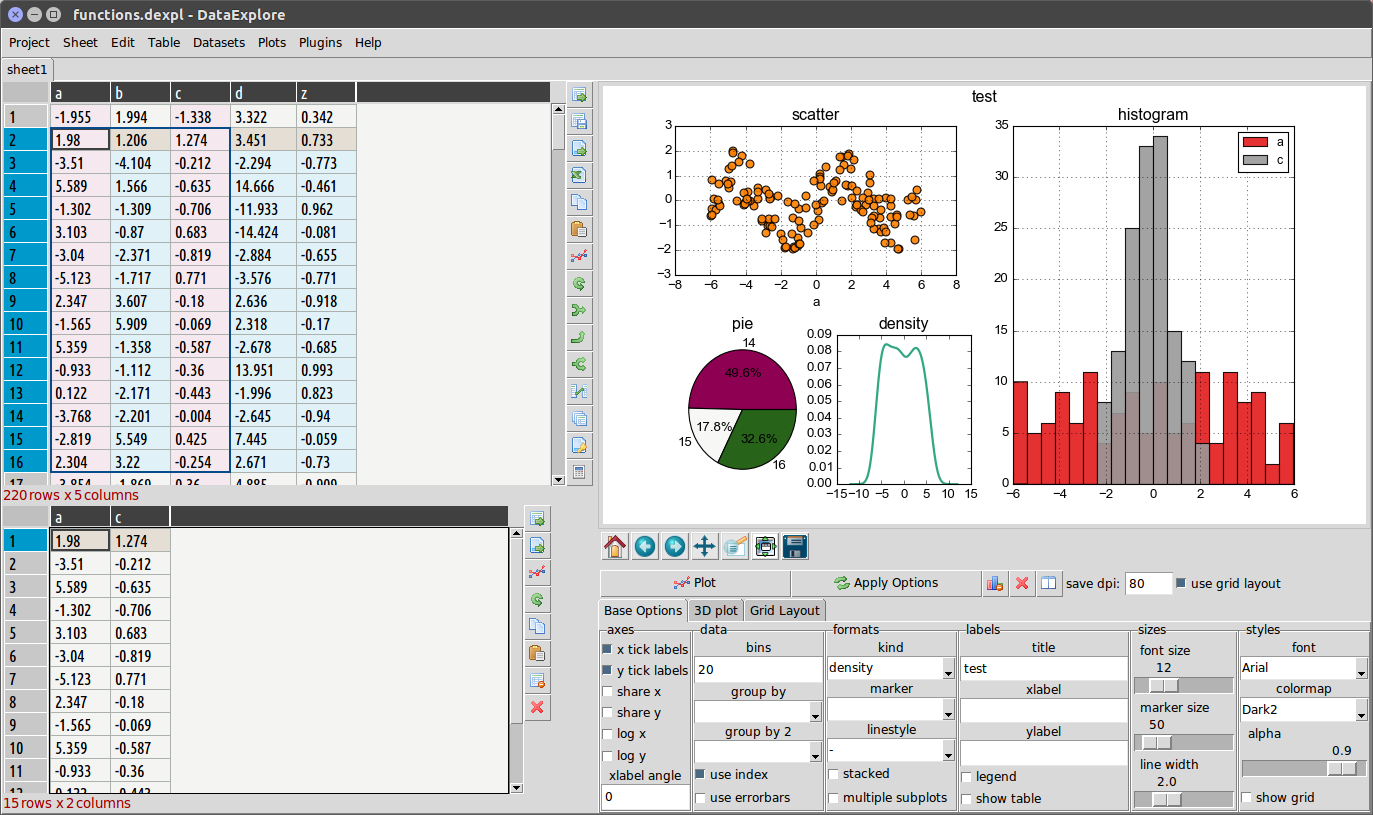 functions.dexpl - DataExplore
Project Sheet Edit Table Datasets Plots Plugins Help
sheet1
a b c d z
1 -1.955 1.994 -1.338 3.322 0.342
2 1.98 1.206 1.274 3.451 0.733
3 -3.51 -4.104 -0.212 -2.294 -0.773
4 5.589 1.566 -0.635 14.666 -0.461
5 -1.302 -1.309 -0.706 -11.933 0.962
6 3.103 -0.87 0.683 -14.424 -0.081
7 -3.04 -2.371 -0.819 -2.884 -0.655
8 -5.123 -1.717 0.771 -3.576 -0.771
9 2.347 3.607 -0.18 2.636 -0.918
10 -1.565 5.909 -0.069 2.318 -0.17
11 5.359 -1.358 -0.587 -2.678 -0.685
12 -0.933 -1.112 -0.36 13.951 0.993
13 0.122 -2.171 -0.443 -1.996 0.823
14 -3.768 -2.201 -0.004 -2.645 -0.94
15 -2.819 5.549 0.425 7.445 -0.059
16 2.304 3.22 -0.254 2.671 -0.73
220 rows x 5 columns
a c
1 1.98 1.274
2 -3.51 -0.212
3 5.589 -0.635
4 -1.302 -0.706
5 3.103 0.683
6 -3.04 -0.819
7 -5.123 0.771
8 2.347 -0.18
9 -1.565 -0.069
10 5.359 -0.587
11 -0.933 -0.36
15 rows x 2 columns
test
scatter
3
2
1
0
−1
−2
−3
−8 −6 −4 −2 0 2 4 6 8
a
pie
14
49.6%
17.8%
15
32.6%
16
density
0.09
0.08
0.07
0.06
0.05
0.04
0.03
0.02
0.01
0.00
−15 −10 −5 0 5 10 15
histogram
a
c
35
30
25
20
15
10
5
0
−6 −4 −2 0 2 4 6
Plot Apply Options save dpi: 80 use grid layout
Base Options 3D plot Grid Layout
axes
x tick labels
y tick labels
share x
share y
log x
log y
xlabel angle
0
data
bins
20
group by
group by 2
use index
use errorbars
formats
kind
density
marker
linestyle
-
stacked
multiple subplots
labels
title
test
xlabel
ylabel
legend
show table
sizes
font size
12
marker size
50
line width
2.0
styles
font
Arial
colormap
Dark2
alpha
0.9
show grid